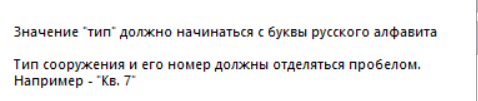 Значение "тип" должно начинаться с буквы русского алфавита
Тип сооружения и его номер должны отделяться пробелом.
Например - "Кв. 7"